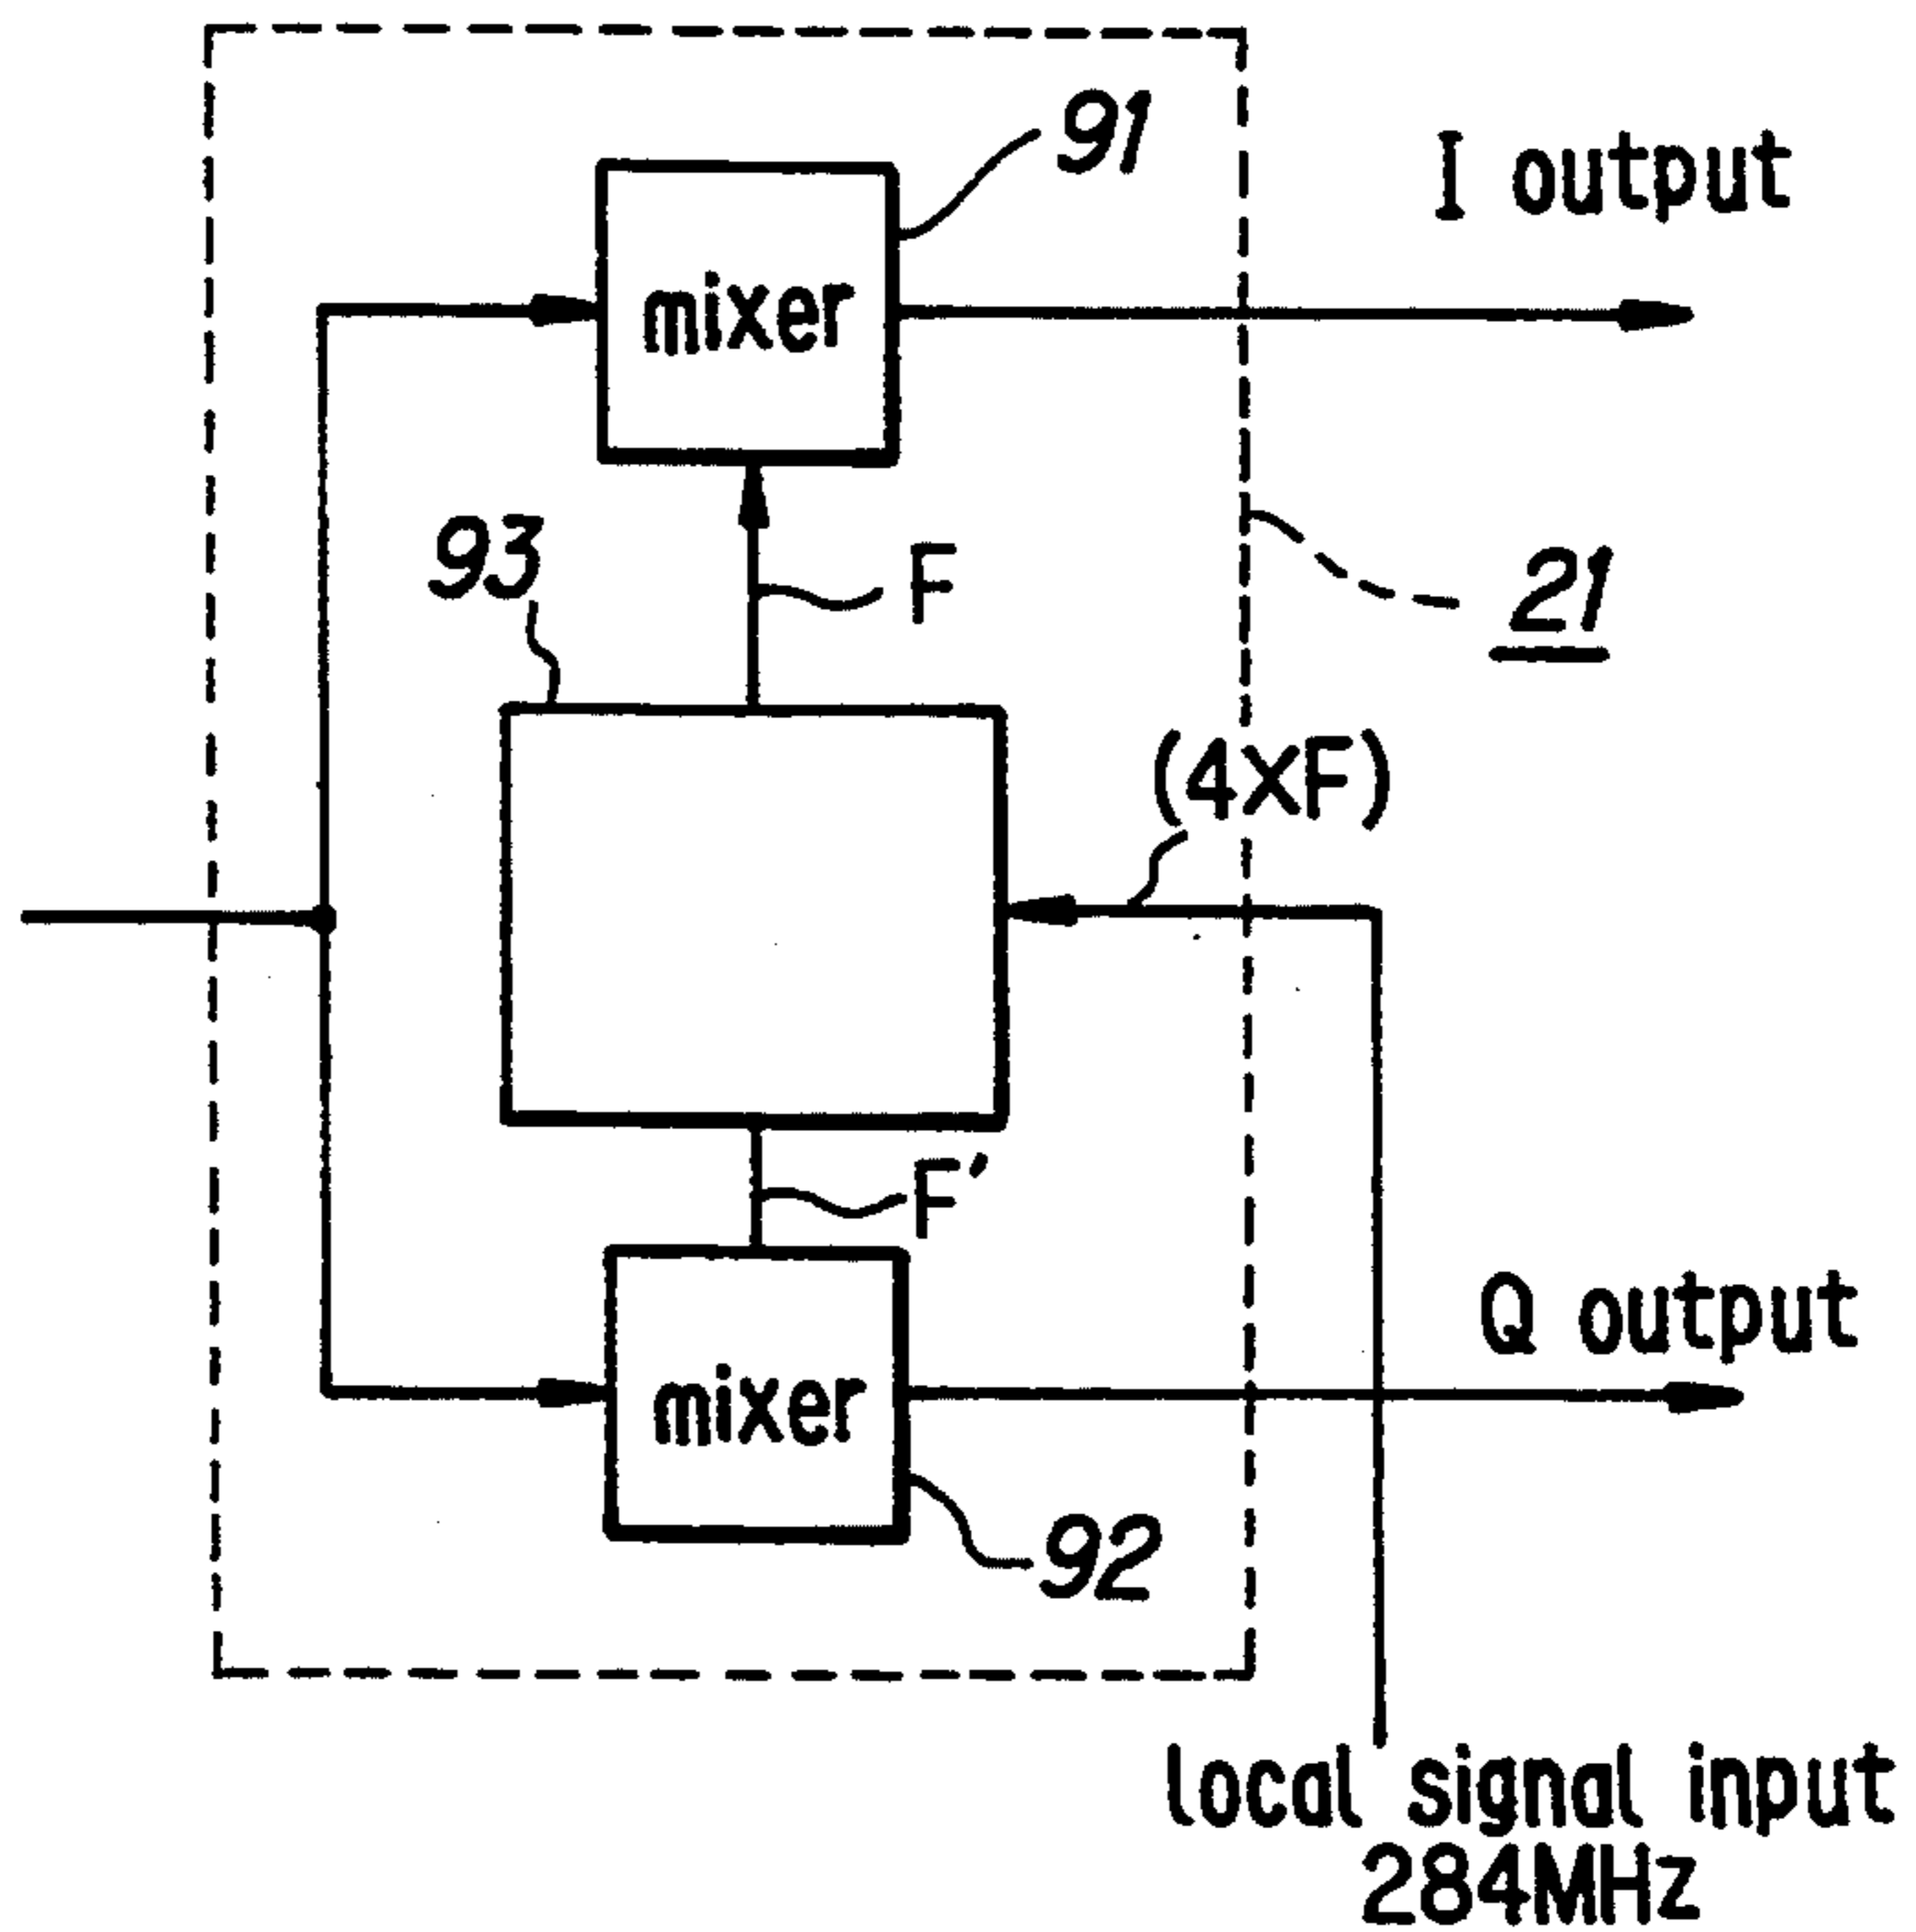 91
I output
mixer
93
F
21
(4XF)
F'
Q output
mixer
92
local signal input
284MHz